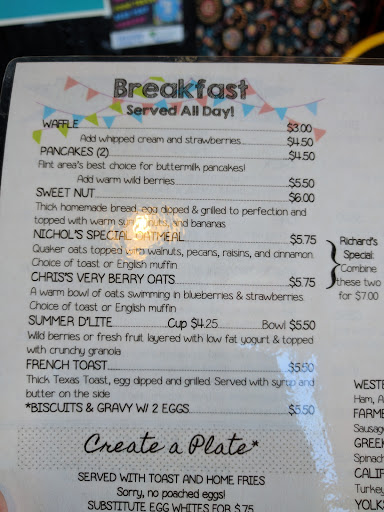 Breakfast
Served All Day!
WAFFLE $3.00
Add whipped cream and strawberries $4.50
PANCAKES (2) $4.50
Flint area's best choice for buttermilk pancakes!
Add warm wild berries $5.50
SWEET NUT $6.00
Thick homemade bread, egg dipped & grilled to perfection and
topped with warm syrup, nuts, and bananas
NICHOL'S SPECIAL OATMEAL $5.75
Quaker oats topped with walnuts, pecans, raisins, and cinnamon.
Choice of toast or English muffin
CHRIS'S VERY BERRY OATS $5.75
A warm bowl of oats swimming in blueberries & strawberries.
Choice of toast or English muffin
Richard's
Special:
Combine
these two
for $7.00
SUMMER D'LITE Cup $4.25 Bowl $5.50
Wild berries or fresh fruit layered with low fat yogurt & topped
with crunchy granola
FRENCH TOAST $5.50
Thick Texas Toast, egg dipped and grilled. Served with syrup and
butter on the side
*BISCUITS & GRAVY W/ 2 EGGS $5.50
Create a Plate*
SERVED WITH TOAST AND HOME FRIES
Sorry, no poached eggs!
SUBSTITUTE EGG WHITES FOR $.75
WESTE
Ham, A
FARME
Sausage
GREEK
Spinach
CALIF
Turkey
YOLKS